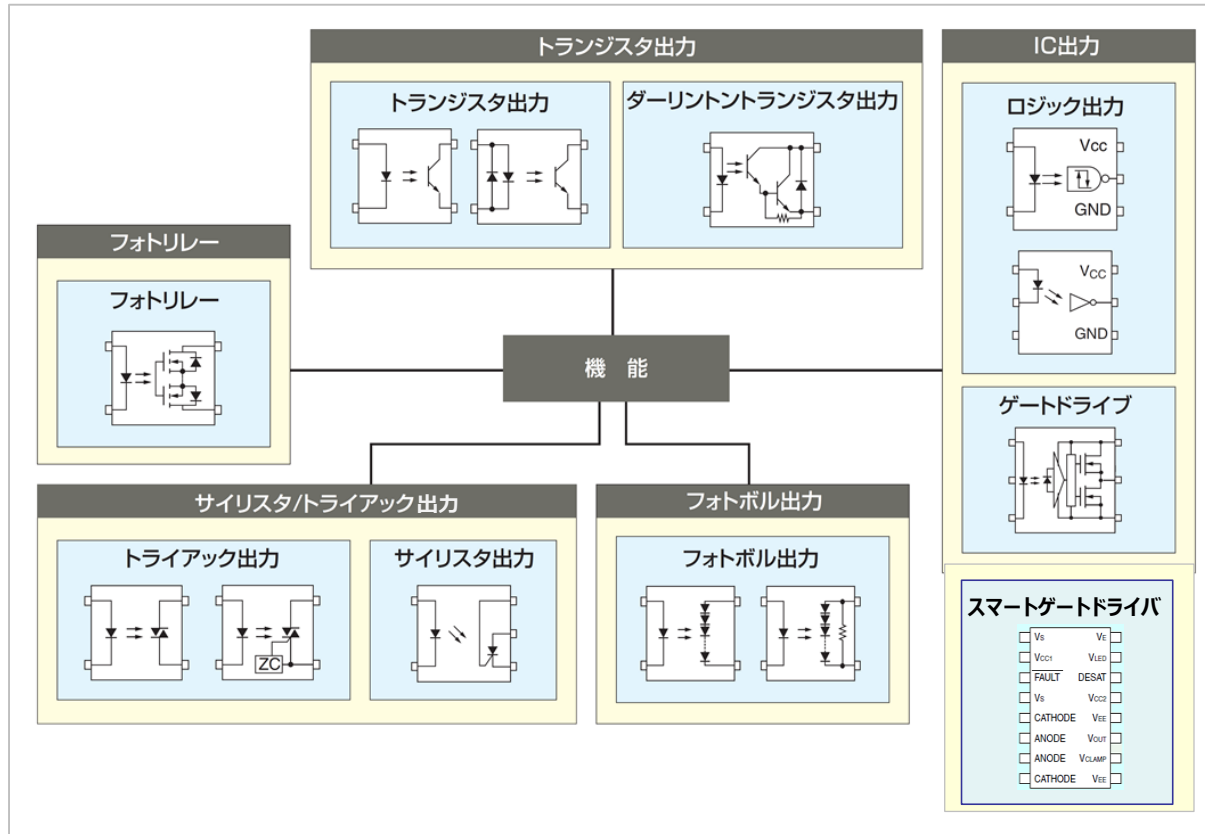 トランジスタ出力
トランジスタ出力
ダーリントントランジスタ出力
IC出力
ロジック出力
Vcc
GND
VCC
GND
ゲートドライブ
フォトリレー
フォトリレー
機 能
サイリスタ/トライアック出力
トライアック出力
ZC
サイリスタ出力
フォトボル出力
フォトボル出力
スマートゲートドライバ
VS VE
VCC1 VLED
FAULT DESAT
VS VCC2
CATHODE VEE
ANODE VOUT
ANODE VCLAMP
CATHODE VEE